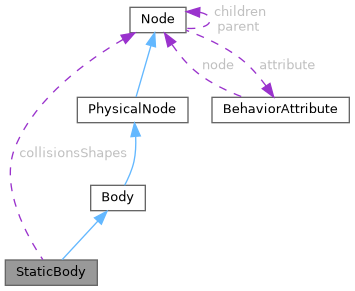 Node
children
parent
node
attribute
PhysicalNode
BehaviorAttribute
collisionsShapes
Body
StaticBody